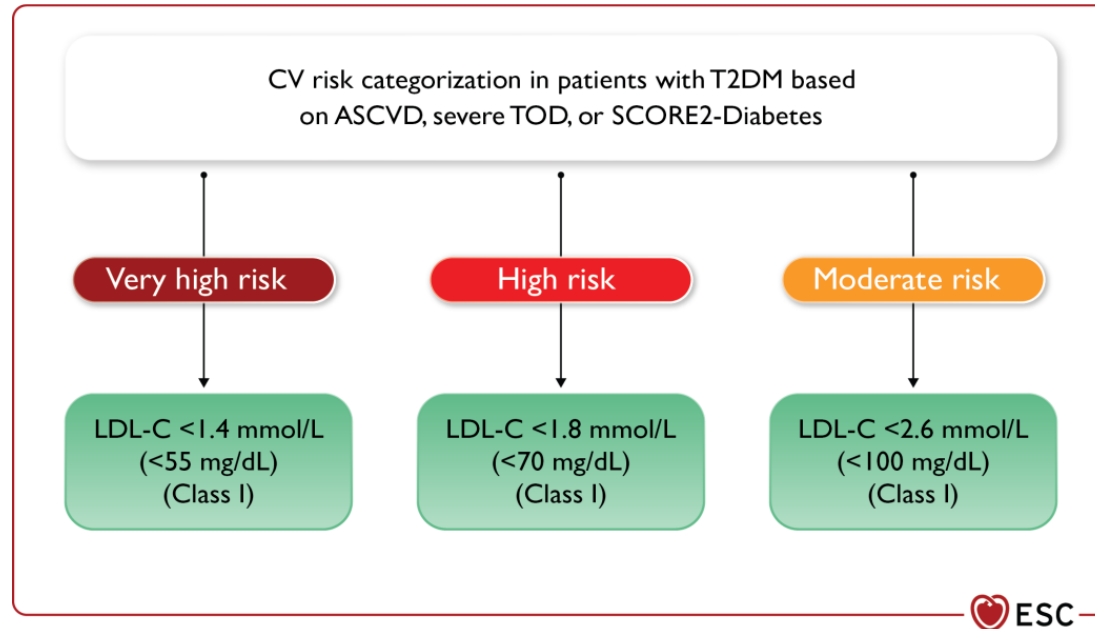 CV risk categorization in patients with T2DM based
on ASCVD, severe TOD, or SCORE2-Diabetes
Very high risk
High risk
Moderate risk
LDL-C <1.4 mmol/L
(<55 mg/dL)
(Class I)
LDL-C <1.8 mmol/L
(<70 mg/dL)
(Class I)
LDL-C <2.6 mmol/L
(<100 mg/dL)
(Class I)
ESC